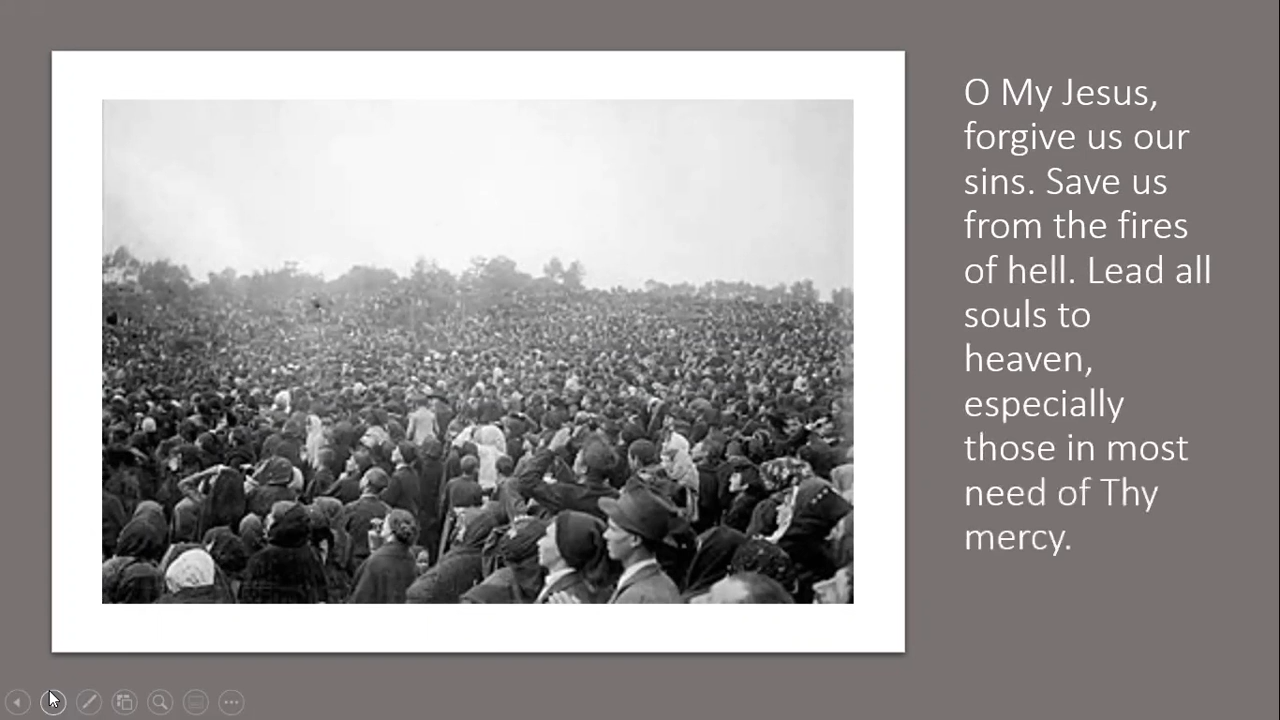 O My Jesus,
forgive us our
sins. Save us
from the fires
of hell. Lead all
souls to
heaven,
especially
those in most
need of Thy
mercy.